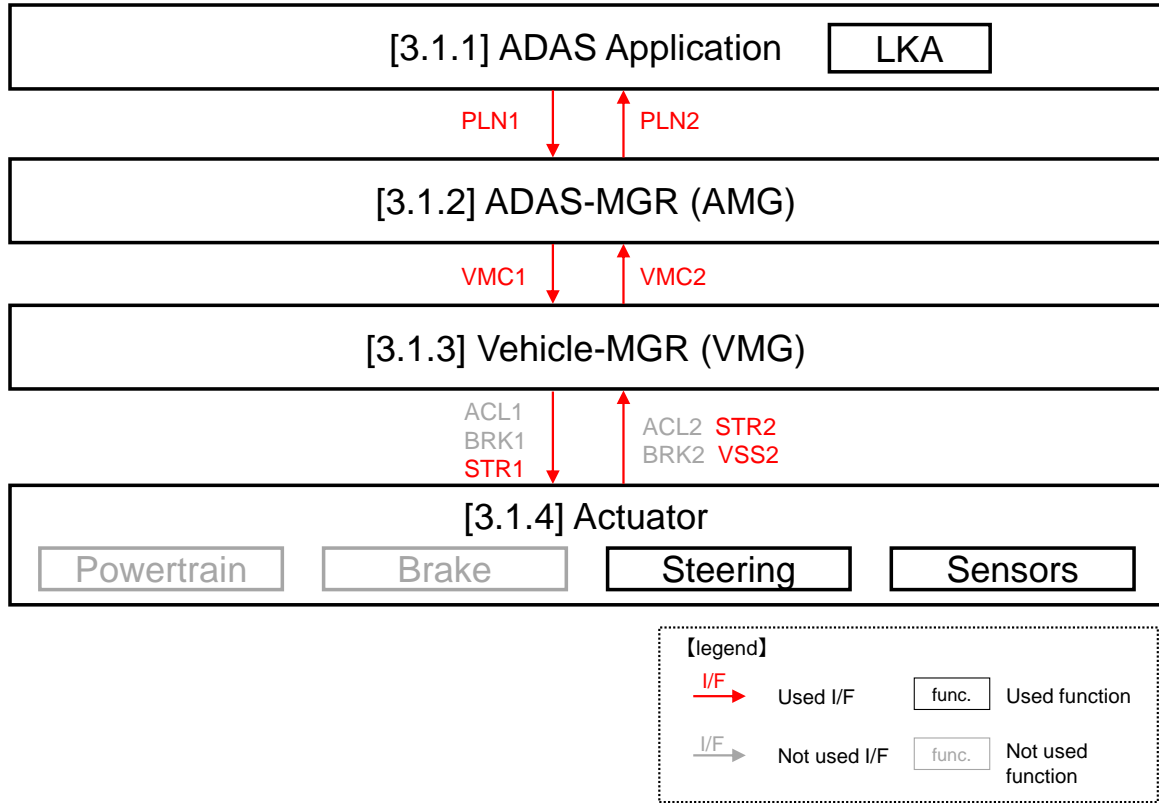 [3.1.1] ADAS Application
LKA
PLN1
PLN2
[3.1.2] ADAS-MGR (AMG)
VMC1
VMC2
[3.1.3] Vehicle-MGR (VMG)
ACL1
BRK1
STR1
ACL2 STR2
BRK2 VSS2
[3.1.4] Actuator
Powertrain
Brake
Steering
Sensors
【legend】
I/F
Used I/F
func.
Used function
I/F
Not used I/F
func.
Not used
function